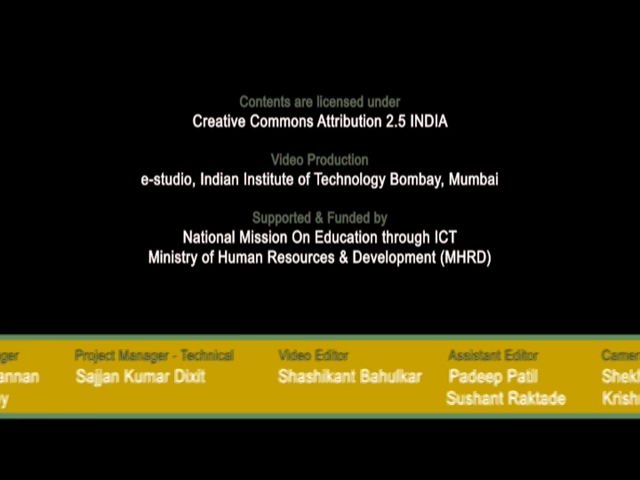 Contents are licensed under
Creative Commons Attribution 2.5 INDIA
Video Production
e-studio, Indian Institute of Technology Bombay, Mumbai
Supported & Funded by
National Mission On Education through ICT
Ministry of Human Resources & Development (MHRD)
Project Manager - Technical
Sajjan Kumar Dixit
Video Editor
Shashikant Bahulkar
Assistant Editor
Padeep Patil
Sushant Raktade